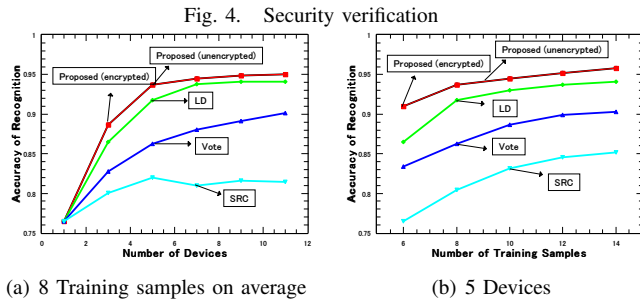 Fig. 4. Security verification
Accuracy of Recognition
1
0.95
0.9
0.85
0.8
0.75
Proposed (unencrypted)
Proposed (encrypted)
LD
Vote
SRC
0 2 4 6 8 10 12
Number of Devices
(a) 8 Training samples on average
Accuracy of Recognition
1
0.95
0.9
0.85
0.8
0.75
Proposed (unencrypted)
Proposed (encrypted)
LD
Vote
SRC
6 8 10 12 14
Number of Training Samples
(b) 5 Devices